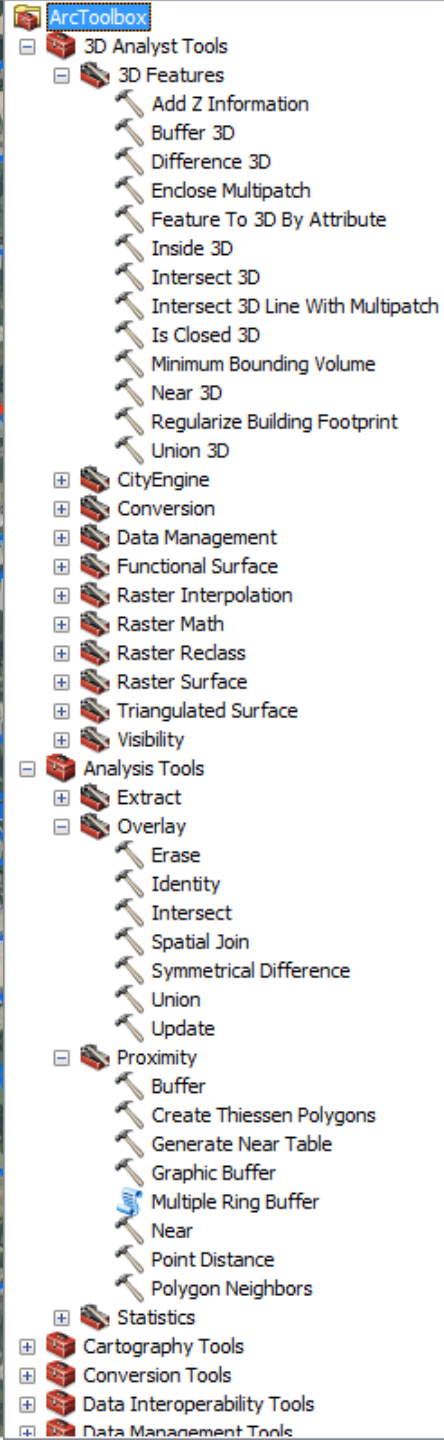 ArcToolbox
3D Analyst Tools
3D Features
Add Z Information
Buffer 3D
Difference 3D
Enclose Multipatch
Feature To 3D By Attribute
Inside 3D
Intersect 3D
Intersect 3D Line With Multipatch
Is Closed 3D
Minimum Bounding Volume
Near 3D
Regularize Building Footprint
Union 3D
CityEngine
Conversion
Data Management
Functional Surface
Raster Interpolation
Raster Math
Raster Reclass
Raster Surface
Triangulated Surface
Visibility
Analysis Tools
Extract
Overlay
Erase
Identity
Intersect
Spatial Join
Symmetrical Difference
Union
Update
Proximity
Buffer
Create Thiessen Polygons
Generate Near Table
Graphic Buffer
Multiple Ring Buffer
Near
Point Distance
Polygon Neighbors
Statistics
Cartography Tools
Conversion Tools
Data Interoperability Tools
Data Management Tools